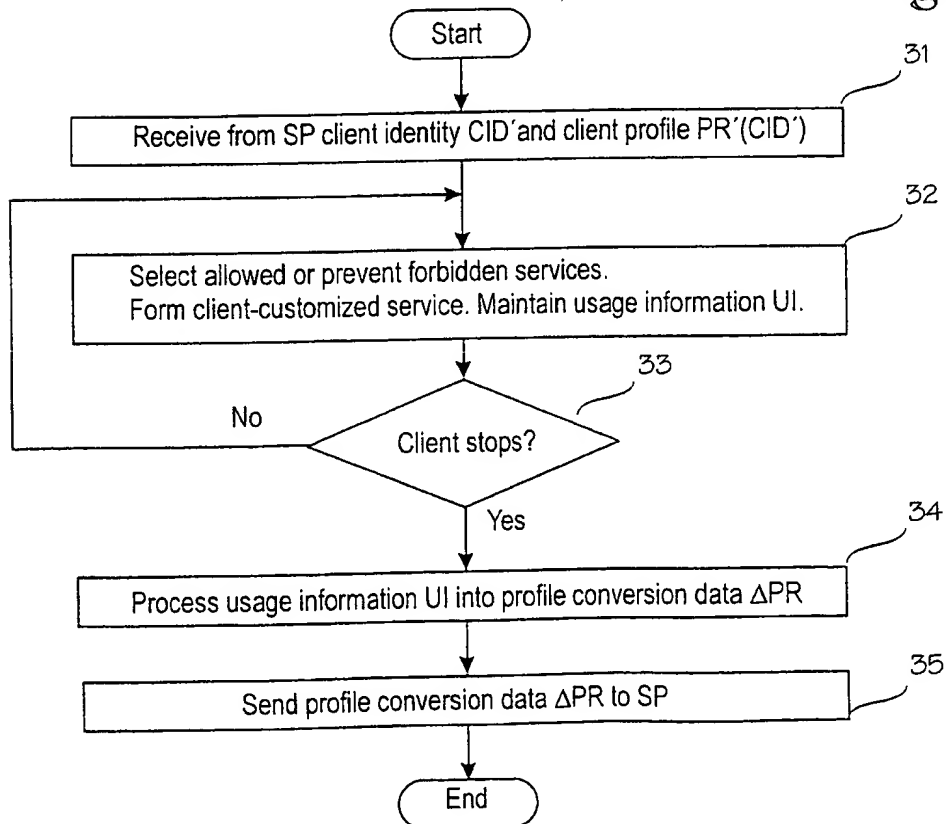 Start
31
Receive from SP client identity CID′ and client profile PR′(CID′)
32
Select allowed or prevent forbidden services.
Form client-customized service. Maintain usage information UI.
33
No
Client stops?
Yes
34
Process usage information UI into profile conversion data ΔPR
35
Send profile conversion data ΔPR to SP
End